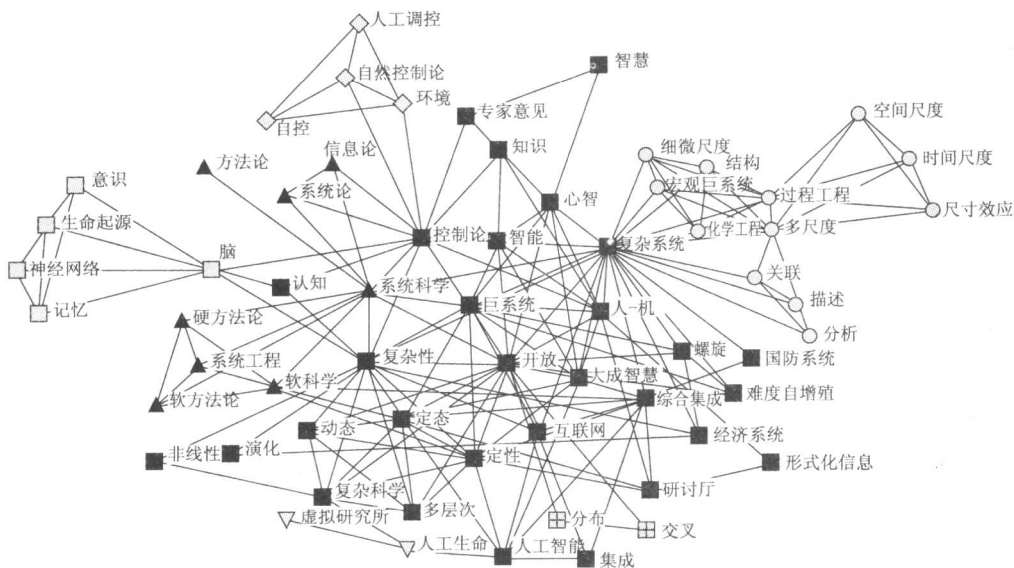 人工调控
智慧
自然控制论
环境
专家意见
空间尺度
自控
知识
细微尺度
结构
时间尺度
信息论
方法论
宏观巨系统
过程工程
意识
系统论
心智
尺寸效应
生命起源
控制论
智能
复杂系统
化学工程
多尺度
脑
神经网络
认知
系统科学
关联
记忆
巨系统
人-机
描述
硬方法论
分析
系统工程
复杂性
开放
螺旋
国防系统
软科学
大成智慧
软方法论
综合集成
难度自增殖
动态
定态
互联网
经济系统
非线性
演化
定性
形式化信息
复杂科学
研讨厅
虚拟研究所
多层次
分布
交叉
人工生命
人工智能
集成